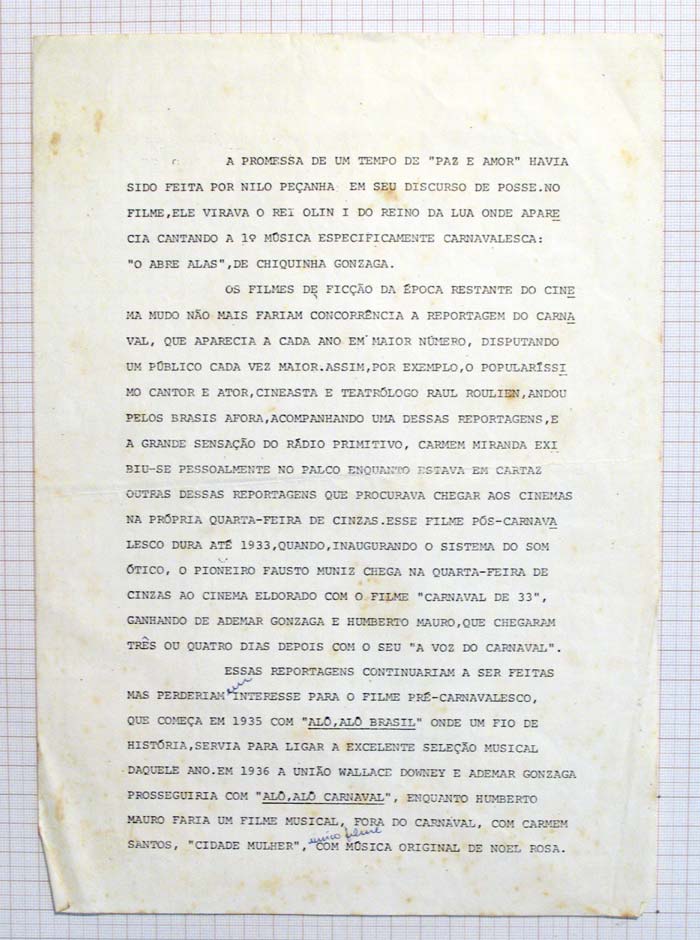 A PROMESSA DE UM TEMPO DE "PAZ E AMOR" HAVIA
SIDO FEITA POR NILO PEÇANHA EM SEU DISCURSO DE POSSE.NO
FILME,ELE VIRAVA O REI OLIN I DO REINO DA LUA ONDE APARE
CIA CANTANDO A 1º MÚSICA ESPECIFICAMENTE CARNAVALESCA:
"O ABRE ALAS",DE CHIQUINHA GONZAGA.
OS FILMES DE FICÇÃO DA ÉPOCA RESTANTE DO CINE
MA MUDO NÃO MAIS FARIAM CONCORRÊNCIA A REPORTAGEM DO CARNA
VAL, QUE APARECIA A CADA ANO EM MAIOR NÚMERO, DISPUTANDO
UM PÚBLICO CADA VEZ MAIOR.ASSIM,POR EXEMPLO,O POPULARÍSSI
MO CANTOR E ATOR,CINEASTA E TEATRÓLOGO RAUL ROULIEN,ANDOU
PELOS BRASIS AFORA,ACOMPANHANDO UMA DESSAS REPORTAGENS,E
A GRANDE SENSAÇÃO DO RÁDIO PRIMITIVO, CARMEM MIRANDA EXI
BIU-SE PESSOALMENTE NO PALCO ENQUANTO ESTAVA EM CARTAZ
OUTRAS DESSAS REPORTAGENS QUE PROCURAVA CHEGAR AOS CINEMAS
NA PRÓPRIA QUARTA-FEIRA DE CINZAS.ESSE FILME PÓS-CARNAVA
LESCO DURA ATÉ 1933,QUANDO,INAUGURANDO O SISTEMA DO SOM
ÓTICO, O PIONEIRO FAUSTO MUNIZ CHEGA NA QUARTA-FEIRA DE
CINZAS AO CINEMA ELDORADO COM O FILME "CARNAVAL DE 33",
GANHANDO DE ADEMAR GONZAGA E HUMBERTO MAURO,QUE CHEGARAM
TRÊS OU QUATRO DIAS DEPOIS COM O SEU "A VOZ DO CARNAVAL".
ESSAS REPORTAGENS CONTINUARIAM A SER FEITAS
MAS PERDERIAM em INTERESSE PARA O FILME PRÉ-CARNAVALESCO,
QUE COMEÇA EM 1935 COM "ALÔ,ALÔ BRASIL" ONDE UM FIO DE
HISTÓRIA,SERVIA PARA LIGAR A EXCELENTE SELEÇÃO MUSICAL
DAQUELE ANO.EM 1936 A UNIÃO WALLACE DOWNEY E ADEMAR GONZAGA
PROSSEGUIRIA COM "ALÔ,ALÔ CARNAVAL", ENQUANTO HUMBERTO
MAURO FARIA UM FILME MUSICAL, FORA DO CARNAVAL, COM CARMEM
SANTOS, "CIDADE MULHER", unico filme COM MÚSICA ORIGINAL DE NOEL ROSA.